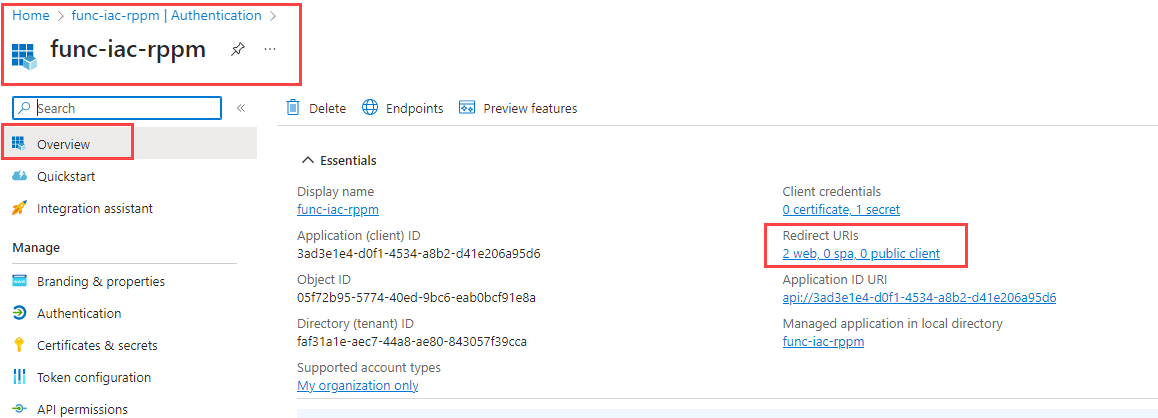 Home > func-iac-rppm | Authentication >
func-iac-rppm ...
Search «
Overview
Quickstart
Integration assistant
Manage
Branding & properties
Authentication
Certificates & secrets
Token configuration
API permissions
Delete Endpoints Preview features
Essentials
Display name
func-iac-rppm
Application (client) ID
3ad3e1e4-d0f1-4534-a8b2-d41e206a95d6
Object ID
05f72b95-5774-40ed-9bc6-eab0bcf91e8a
Directory (tenant) ID
faf31a1e-aec7-44a8-ae80-843057f39cca
Supported account types
My organization only
Client credentials
0 certificate, 1 secret
Redirect URIs
2 web, 0 spa, 0 public client
Application ID URI
api://3ad3e1e4-d0f1-4534-a8b2-d41e206a95d6
Managed application in local directory
func-iac-rppm